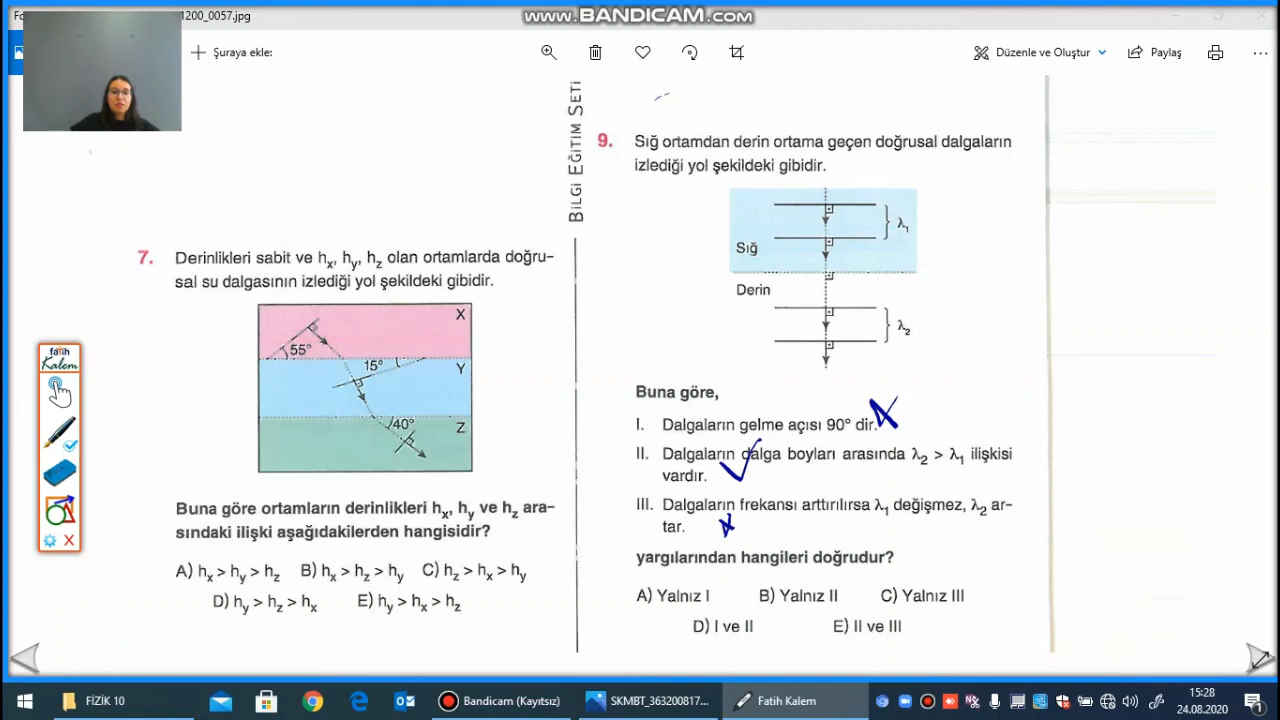 Fo
1200_0057.jpg
www.BANDICAM.com
Şuraya ekle:
Düzenle ve Oluştur
Paylaş
BİLGİ EĞİTİM SETİ
7. Derinlikleri sabit ve hx, hy, hz olan ortamlarda doğru-
sal su dalgasının izlediği yol şekildeki gibidir.
X
55°
15°
Y
40°
Z
Buna göre ortamların derinlikleri hx, hy ve hz ara-
sındaki ilişki aşağıdakilerden hangisidir?
A) hx > hy > hz B) hx > hz > hy C) hz > hx > hy
D) hy > hz > hx E) hy > hx > hz
9. Sığ ortamdan derin ortama geçen doğrusal dalgaların
izlediği yol şekildeki gibidir.
λ1
Sığ
Derin
λ2
Buna göre,
I. Dalgaların gelme açısı 90° dir.
II. Dalgaların dalga boyları arasında λ2 > λ1 ilişkisi
vardır.
III. Dalgaların frekansı arttırılırsa λ1 değişmez, λ2 ar-
tar.
yargılarından hangileri doğrudur?
A) Yalnız I B) Yalnız II C) Yalnız III
D) I ve II E) II ve III
fatih
Kalem
FİZİK 10
Bandicam (Kayıtsız)
SKMBT_363200817...
Fatih Kalem
15:28
24.08.2020
1